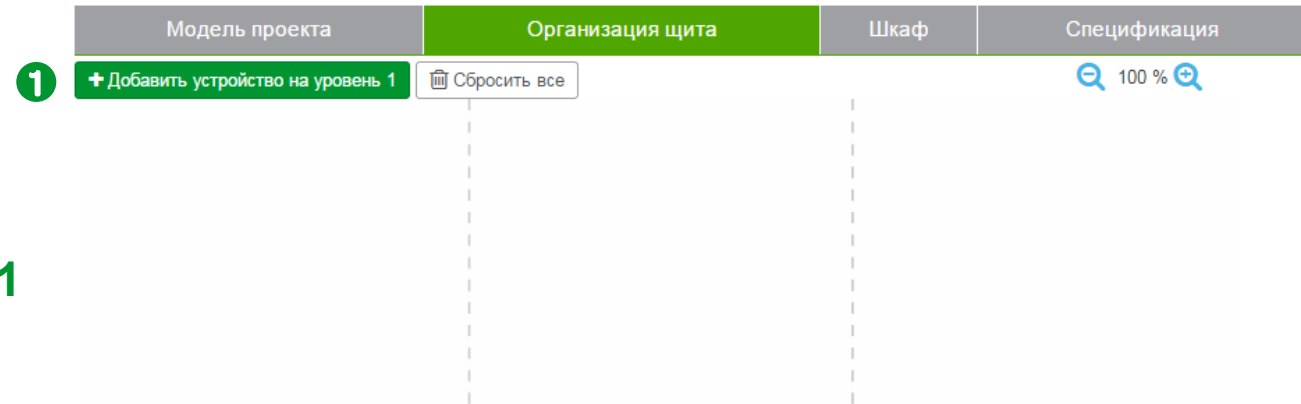 Модель проекта Организация щита Шкаф Спецификация
1 +Добавить устройство на уровень 1 Сбросить все 100 %
1